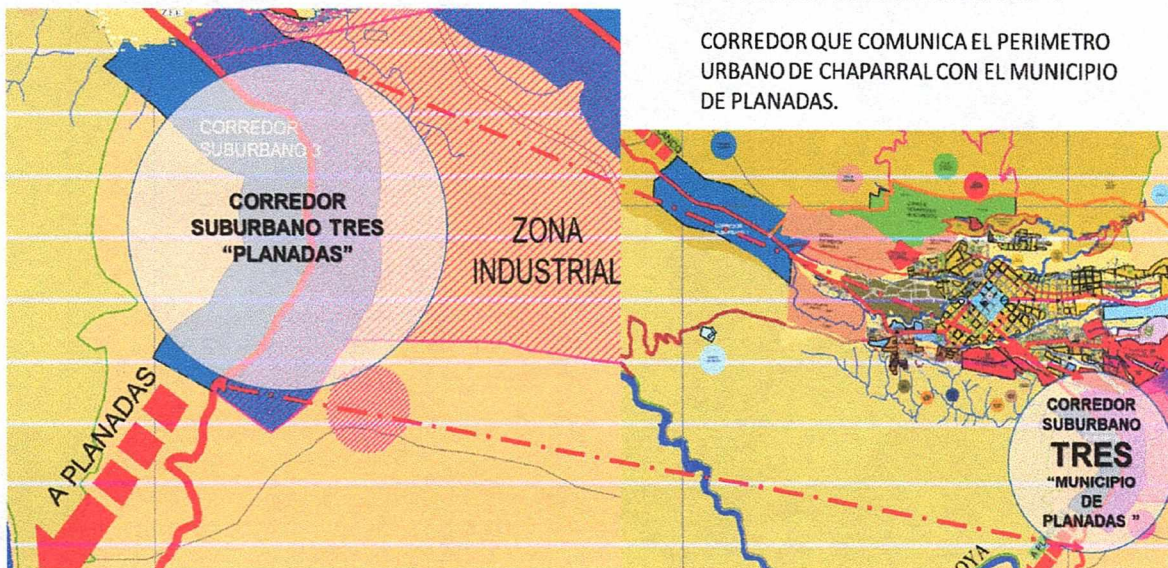 CORREDOR QUE COMUNICA EL PERIMETRO
URBANO DE CHAPARRAL CON EL MUNICIPIO
DE PLANADAS.
CORREDOR
SUBURBANO 3
CORREDOR
SUBURBANO TRES
“PLANADAS”
ZONA
INDUSTRIAL
A PLANADAS
CORREDOR
SUBURBANO
TRES
“MUNICIPIO
DE
PLANADAS ”